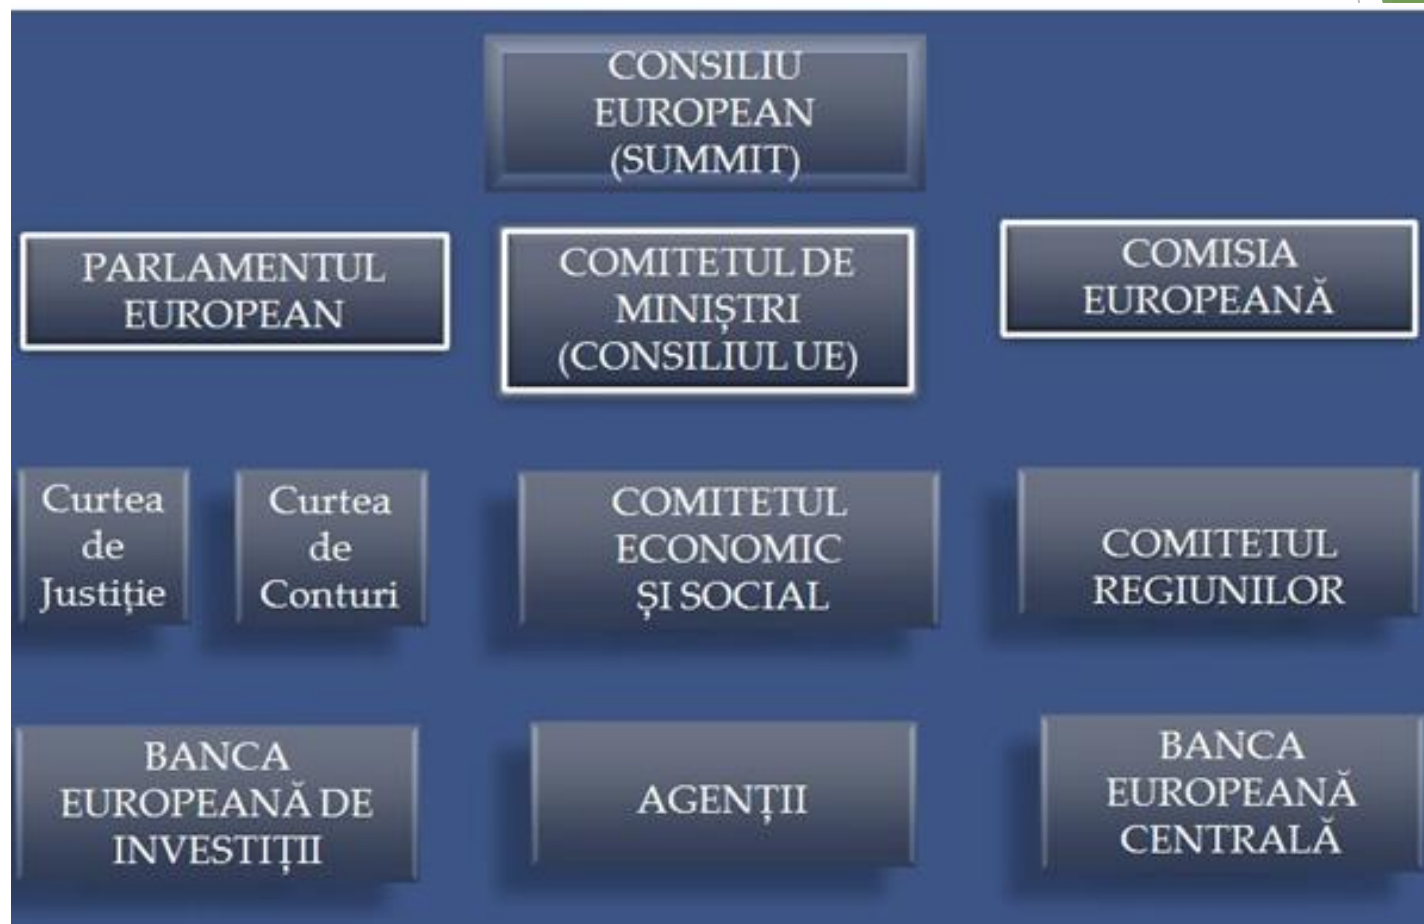 CONSILIU
EUROPEAN
(SUMMIT)
PARLAMENTUL
EUROPEAN
COMITETUL DE
MINIȘTRI
(CONSILIUL UE)
COMISIA
EUROPEANĂ
Curtea
de
Justiție
Curtea
de
Conturi
COMITETUL
ECONOMIC
ȘI SOCIAL
COMITETUL
REGIUNILOR
BANCA
EUROPEANĂ DE
INVESTIȚII
AGENȚII
BANCA
EUROPEANĂ
CENTRALĂ